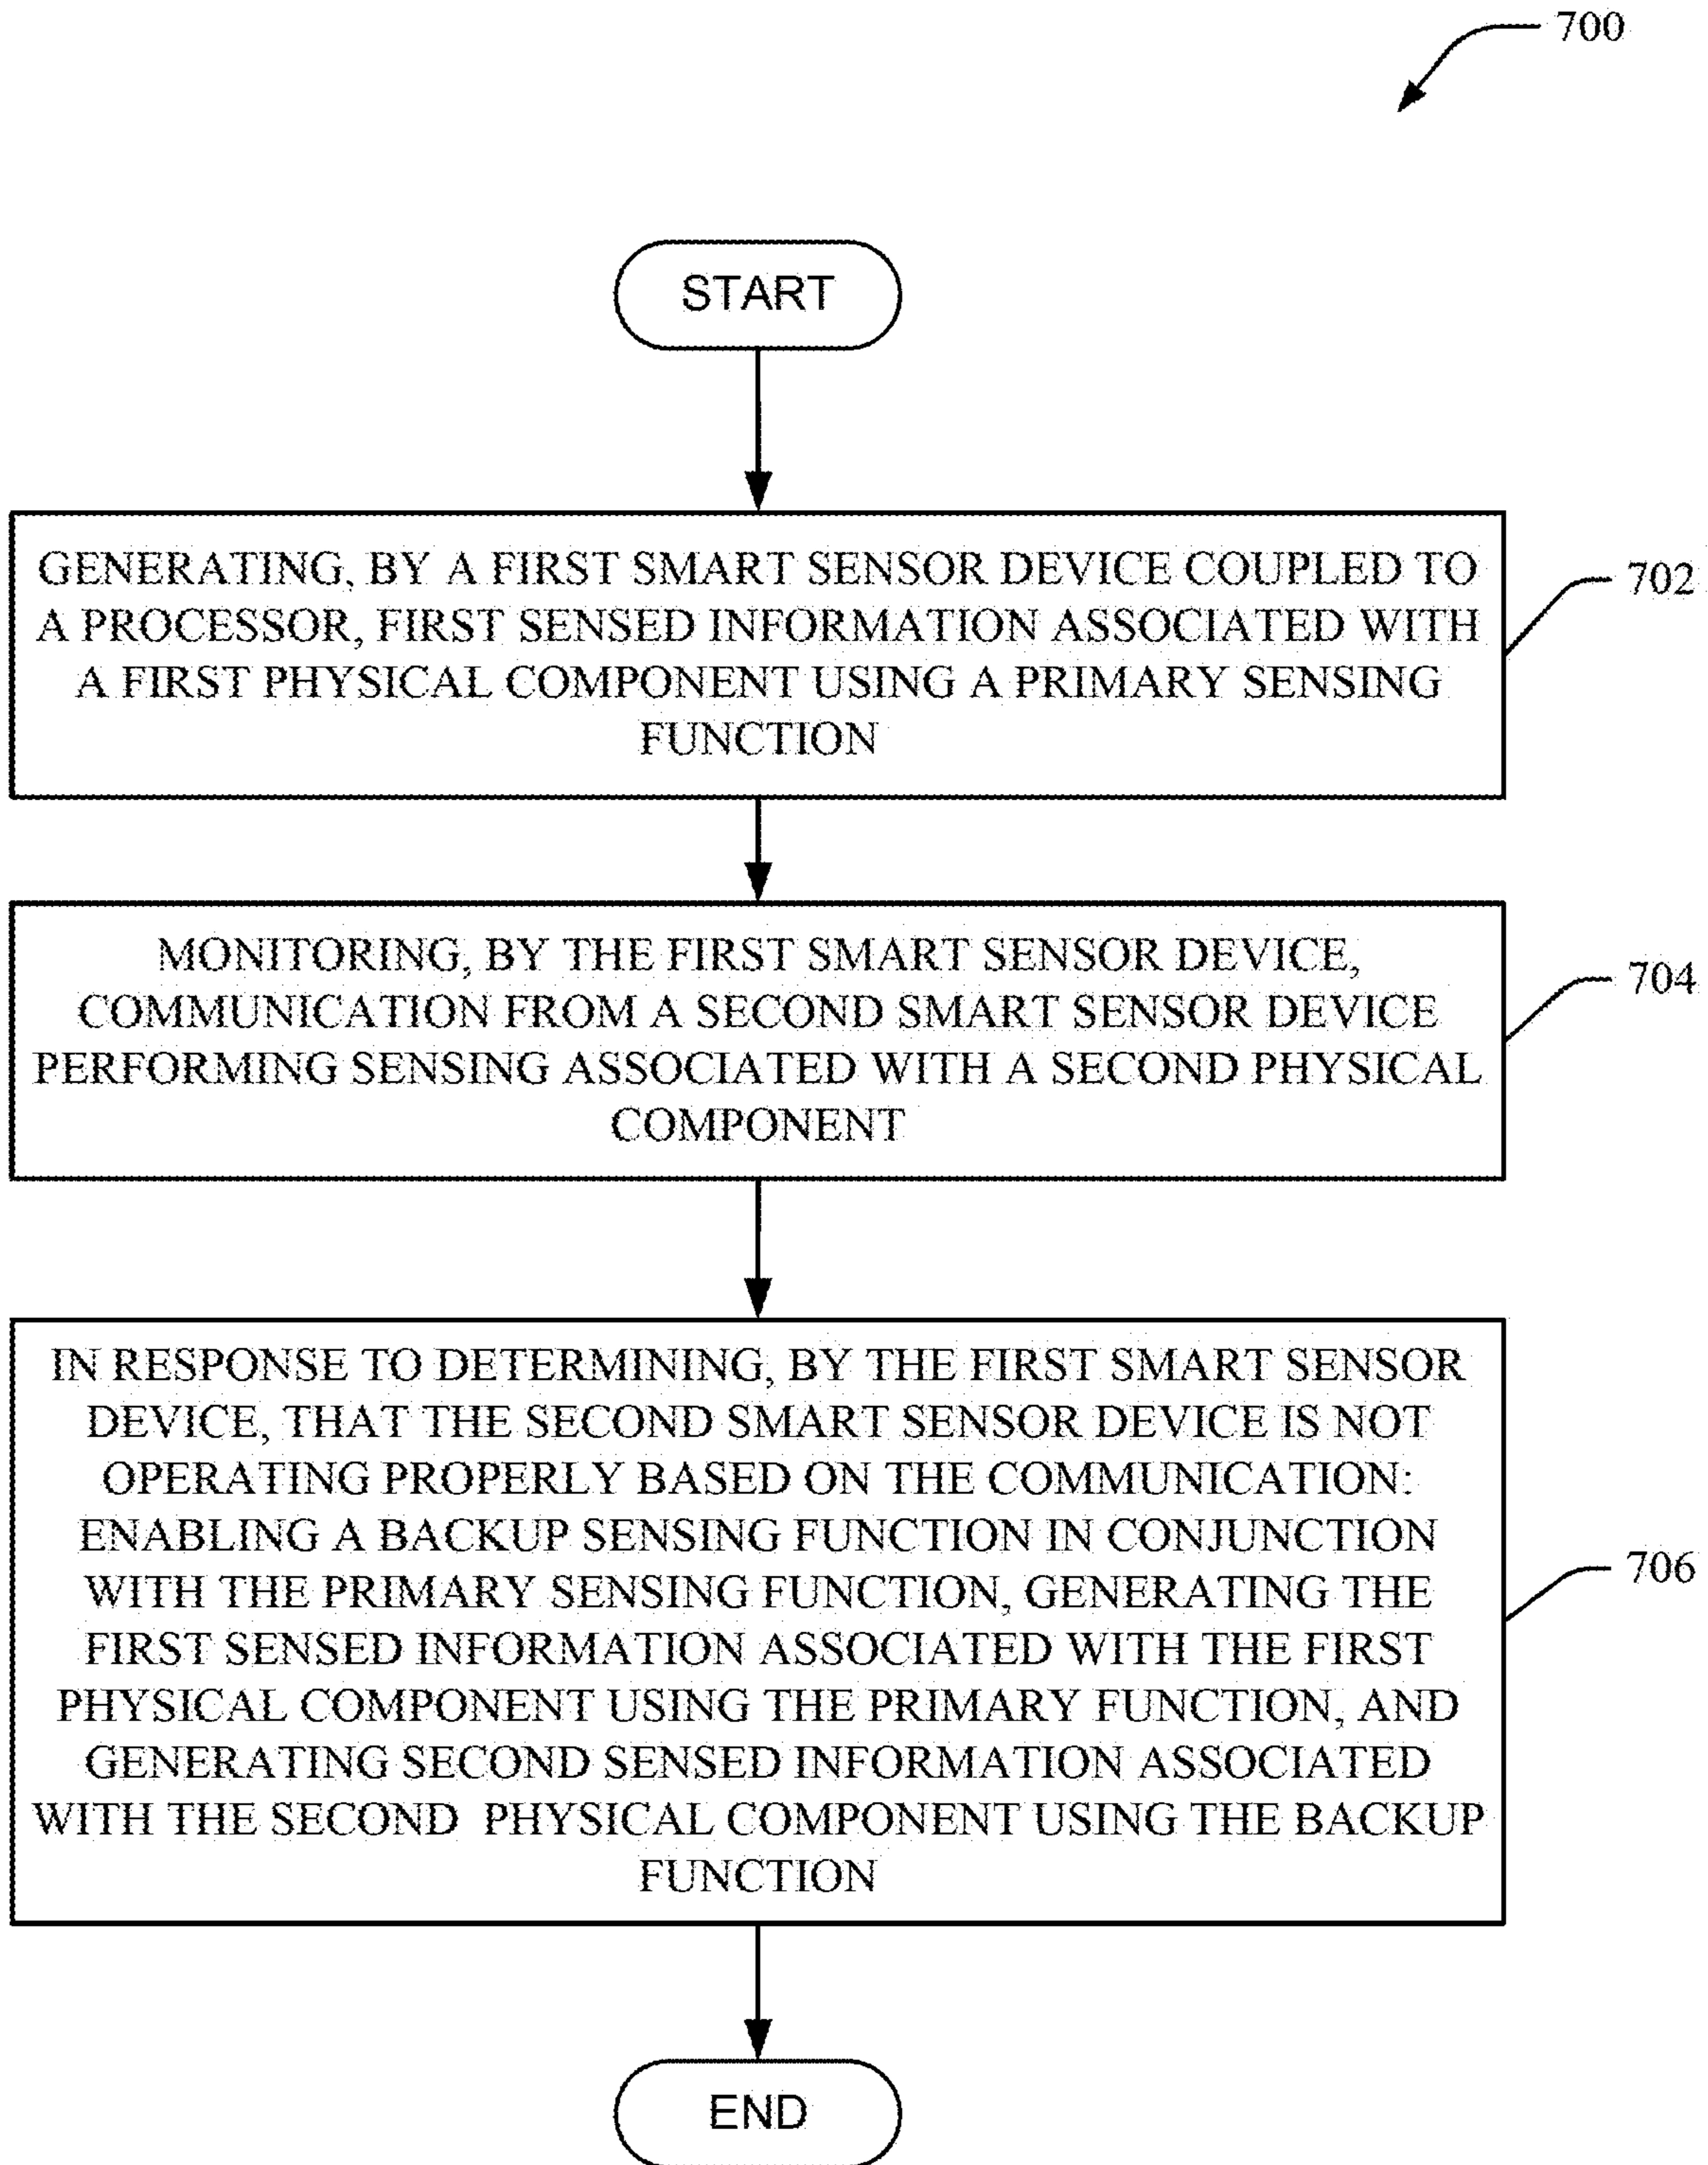 700
START
GENERATING, BY A FIRST SMART SENSOR DEVICE COUPLED TO
A PROCESSOR, FIRST SENSED INFORMATION ASSOCIATED WITH
A FIRST PHYSICAL COMPONENT USING A PRIMARY SENSING
FUNCTION
702
MONITORING, BY THE FIRST SMART SENSOR DEVICE,
COMMUNICATION FROM A SECOND SMART SENSOR DEVICE
PERFORMING SENSING ASSOCIATED WITH A SECOND PHYSICAL
COMPONENT
704
IN RESPONSE TO DETERMINING, BY THE FIRST SMART SENSOR
DEVICE, THAT THE SECOND SMART SENSOR DEVICE IS NOT
OPERATING PROPERLY BASED ON THE COMMUNICATION:
ENABLING A BACKUP SENSING FUNCTION IN CONJUNCTION
WITH THE PRIMARY SENSING FUNCTION, GENERATING THE
FIRST SENSED INFORMATION ASSOCIATED WITH THE FIRST
PHYSICAL COMPONENT USING THE PRIMARY FUNCTION, AND
GENERATING SECOND SENSED INFORMATION ASSOCIATED
WITH THE SECOND PHYSICAL COMPONENT USING THE BACKUP
FUNCTION
706
END